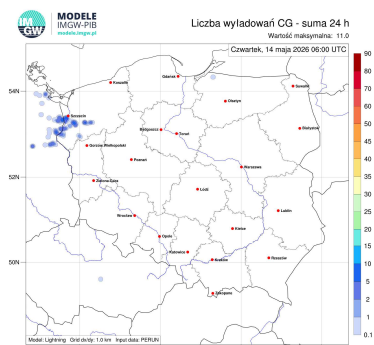 IM
GW
MODELE
IMGW-PIB
modele.imgw.pl
Liczba wyładowań CG - suma 24 h
Wartość maksymalna: 11.0
Czwartek, 14 maja 2026 06:00 UTC
54N
52N
50N
Koszalin
Gdańsk
Suwałki
Szczecin
Olsztyn
Bydgoszcz
Toruń
Białystok
Gorzów Wielkopolski
Poznań
Warszawa
Zielona Góra
Łódź
Wrocław
Lublin
Opole
Kielce
Katowice
Kraków
Rzeszów
Zakopane
90
80
70
60
50
45
40
35
30
25
20
15
10
5
2
1
0.1
Model: Lightning Grid dx/dy: 1.0 km Input data: PERUN